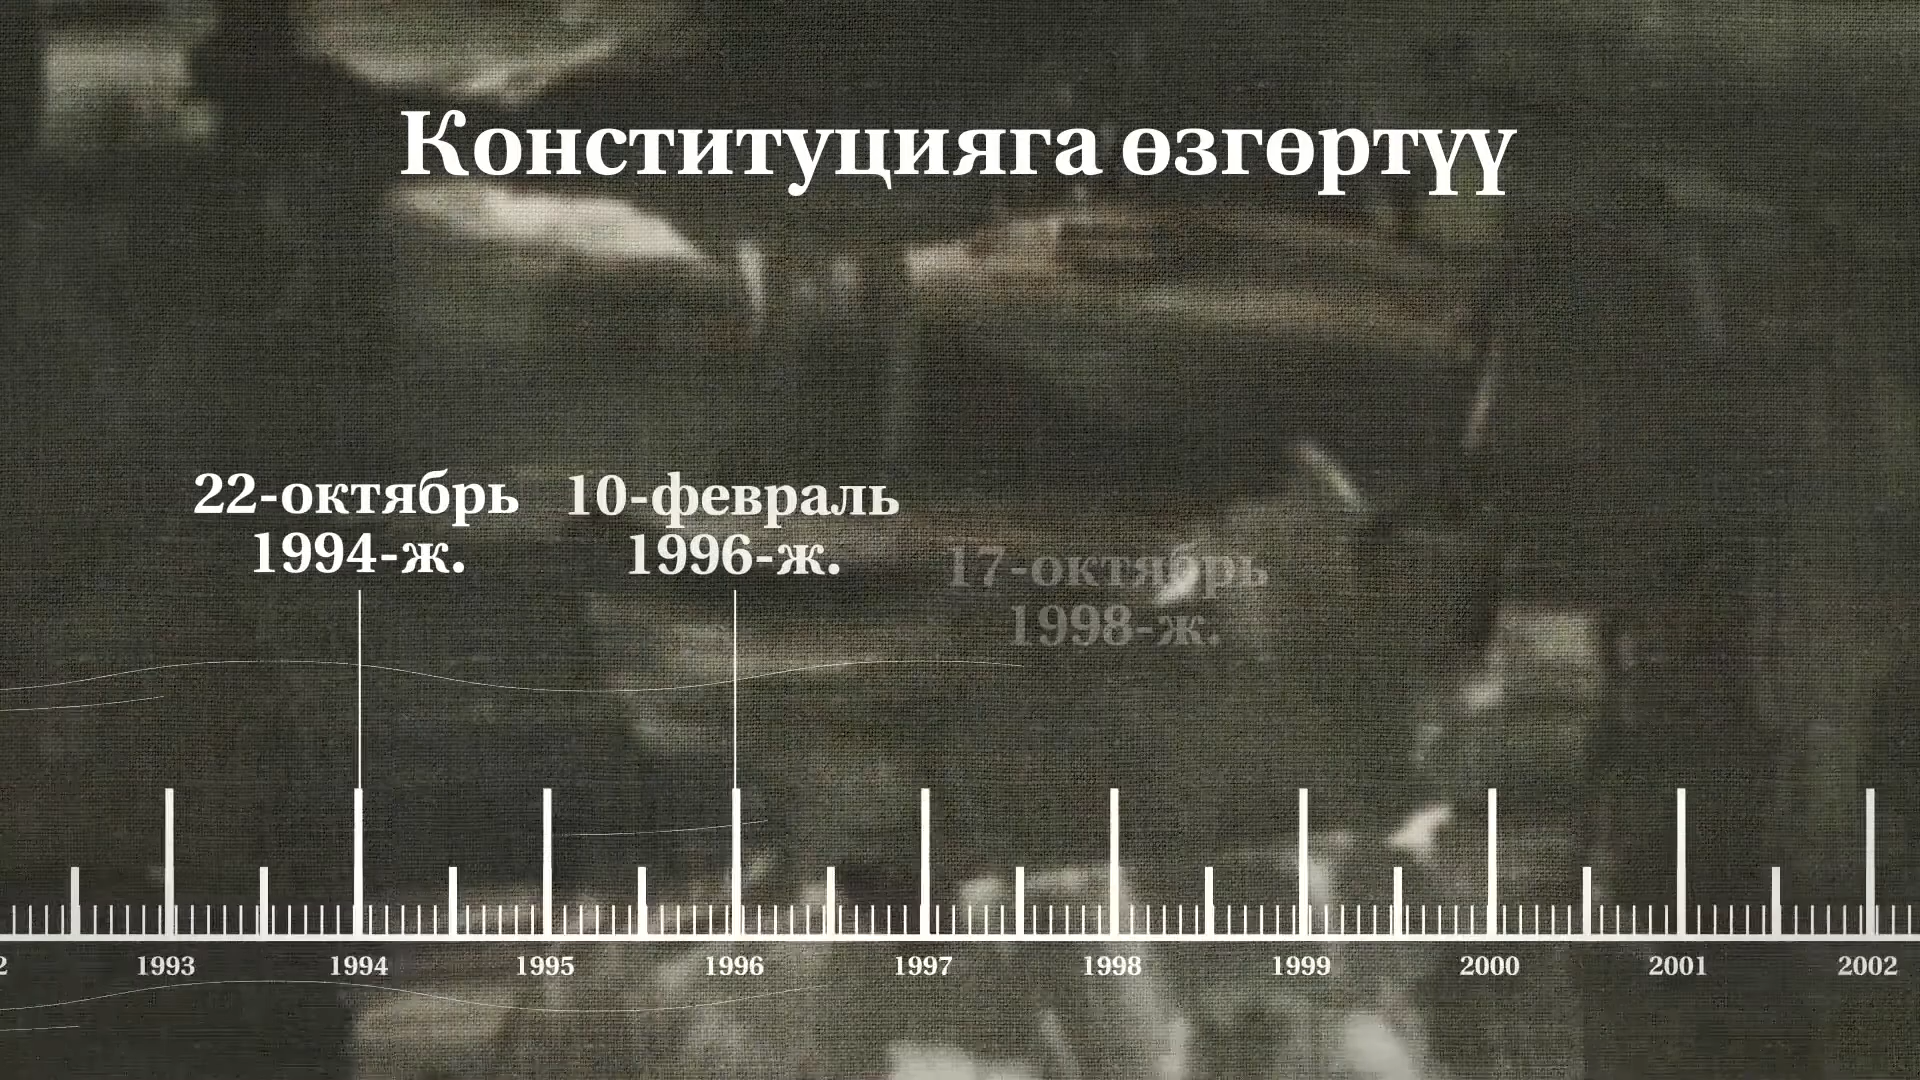 Конституцияга өзгөртүү
22-октябрь
1994-ж.
10-февраль
1996-ж.
17-октябрь
1998-ж.
2 1993 1994 1995 1996 1997 1998 1999 2000 2001 2002